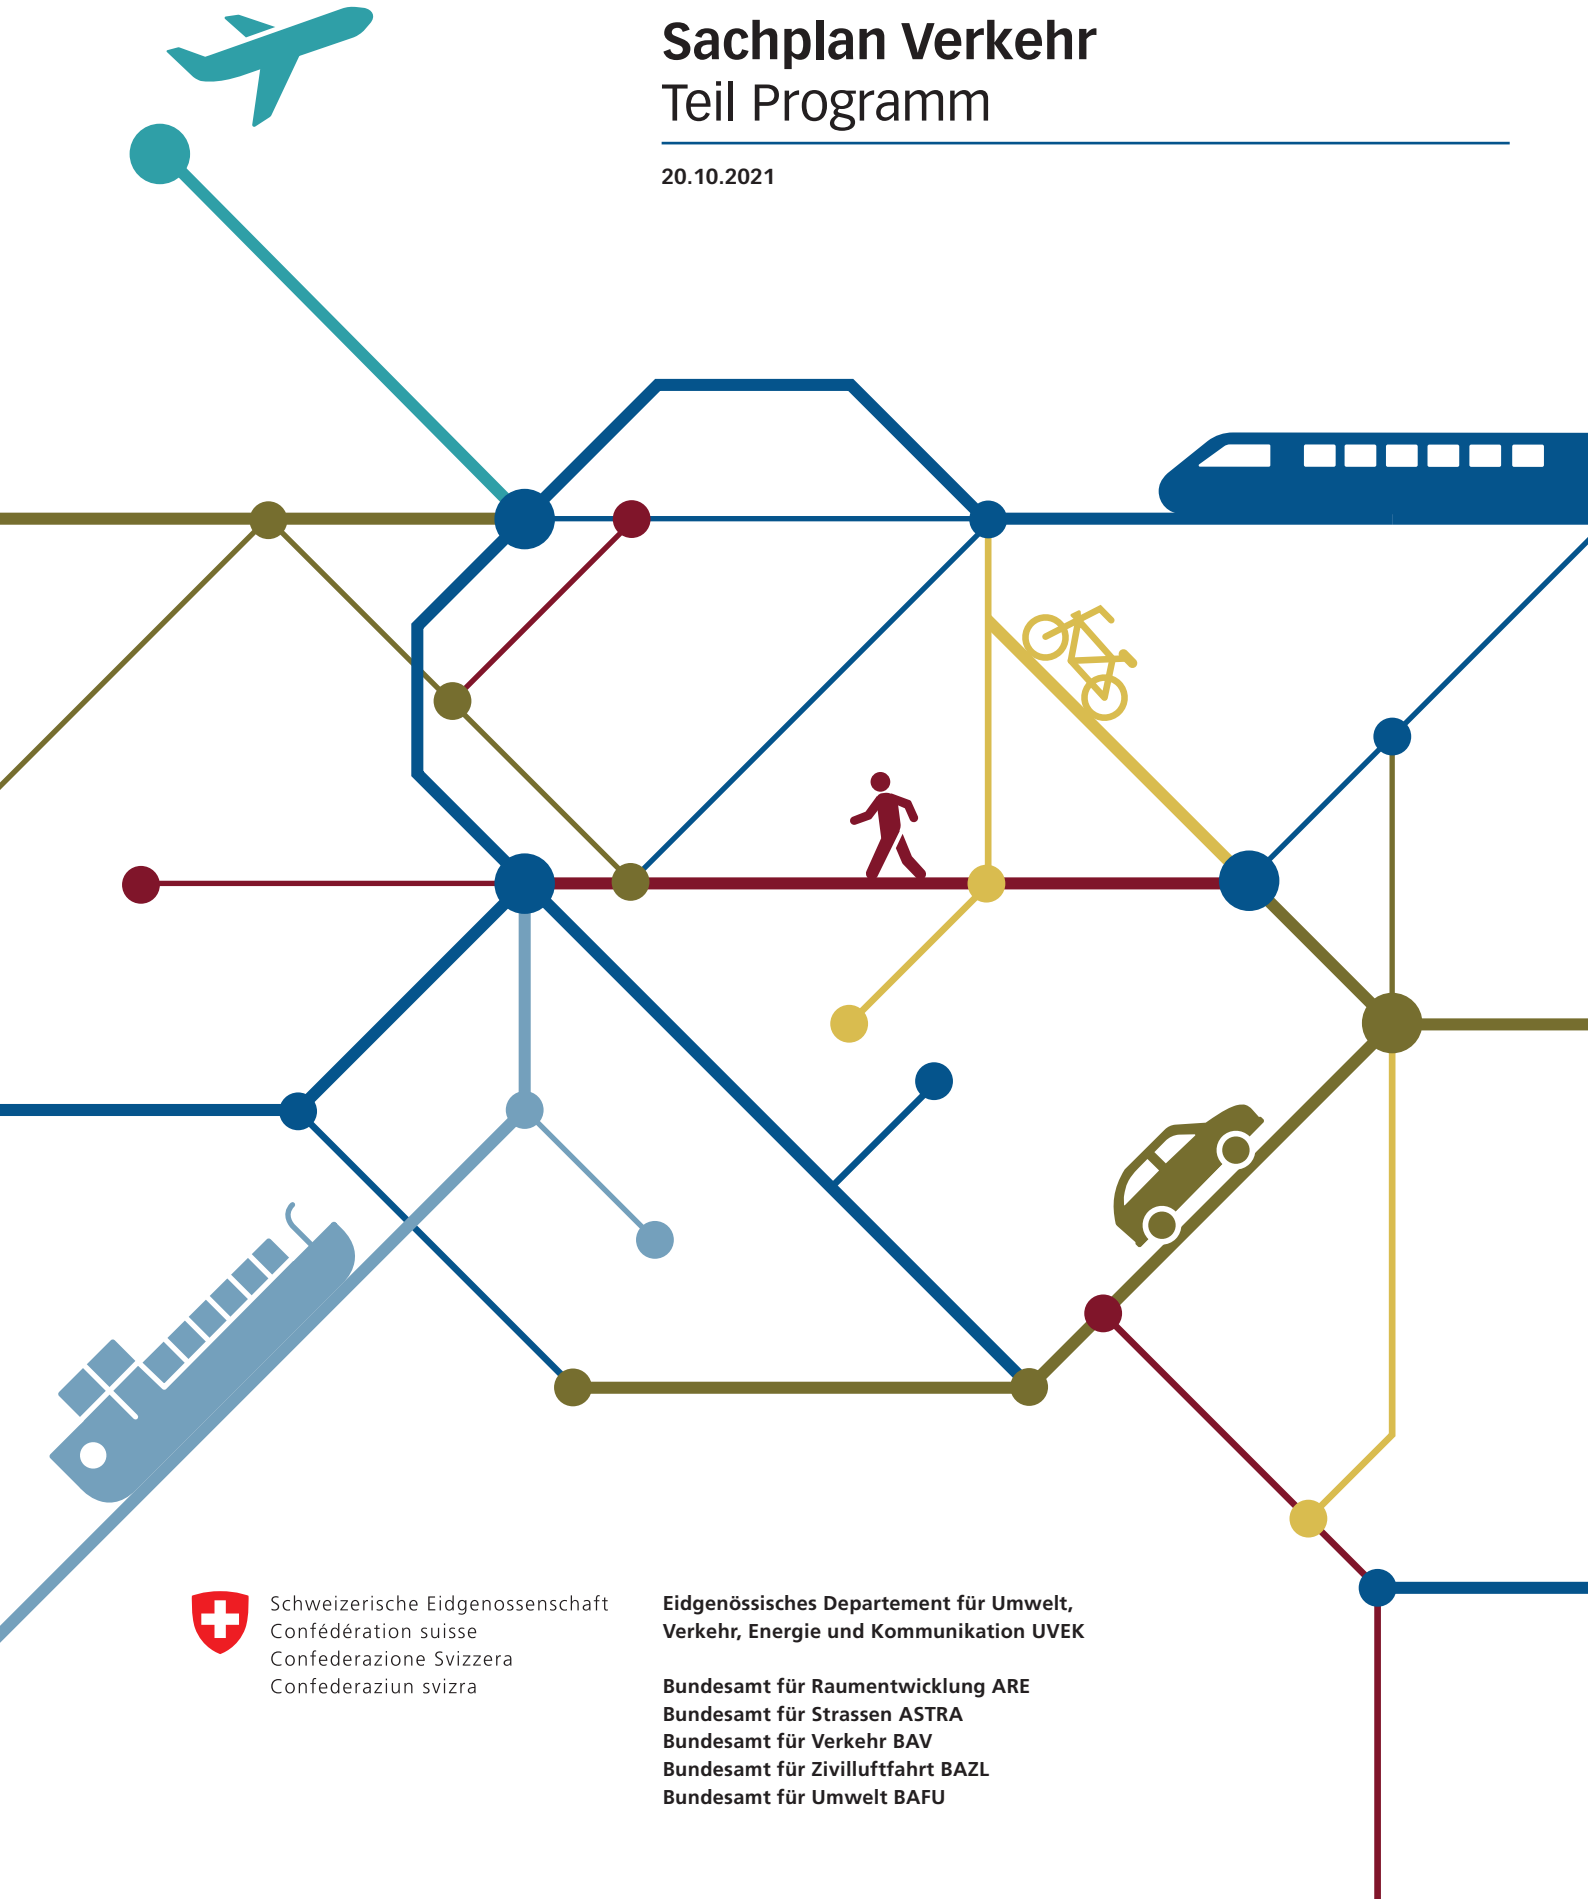 Sachplan Verkehr
Teil Programm
20.10.2021
Schweizerische Eidgenossenschaft
Confédération suisse
Confederazione Svizzera
Confederaziun svizra
Eidgenössisches Departement für Umwelt,
Verkehr, Energie und Kommunikation UVEK
Bundesamt für Raumentwicklung ARE
Bundesamt für Strassen ASTRA
Bundesamt für Verkehr BAV
Bundesamt für Zivilluftfahrt BAZL
Bundesamt für Umwelt BAFU